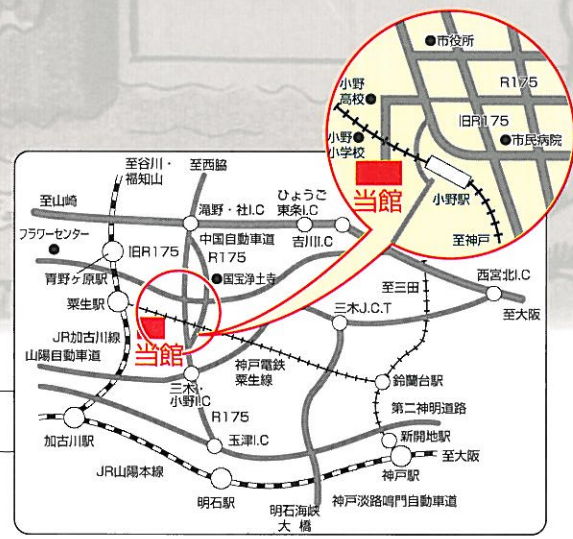 市役所
小野
高校
R175
旧R175
小野
小学校
市民病院
当館
小野駅
至神戸
至谷川・
福知山
至西脇
至山崎
滝野・社I.C
ひょうご
東条I.C
フラワーセンター
旧R175
中国自動車道
吉川I.C
R175
青野ヶ原駅
国宝浄土寺
粟生駅
至三田
西宮北I.C
三木J.C.T
至大阪
JR加古川線
当館
山陽自動車道
神戸電鉄
粟生線
三木・
小野I.C
鈴蘭台駅
R175
第二神明道路
加古川駅
玉津I.C
新開地駅
至大阪
JR山陽本線
神戸駅
明石駅
明石海峡
大橋
神戸淡路鳴門自動車道